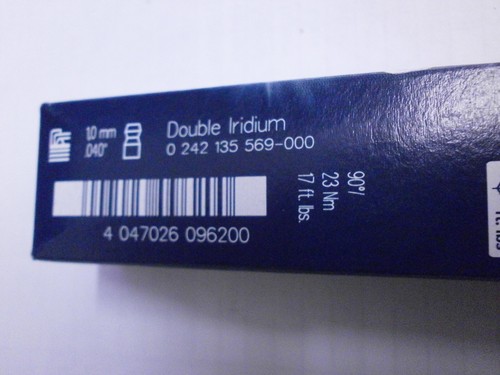 1,0 mm
.040"
Double Iridium
0 242 135 569-000
4 047026 096200
90°/
23 Nm
17 ft. lbs.